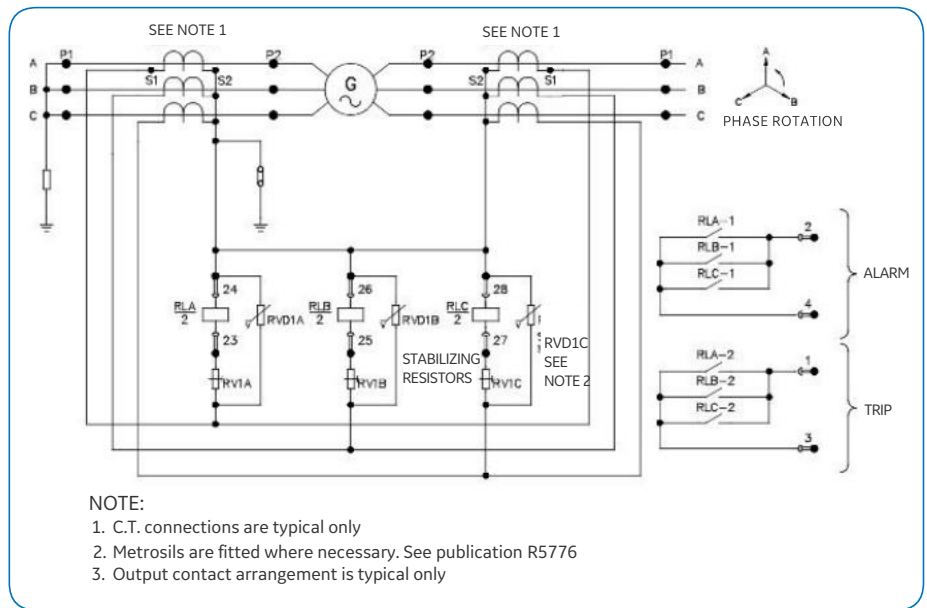 SEE NOTE 1
SEE NOTE 1
P1
P2
P2
P1
A
A
S1
S2
S2
S1
B
G
B
C
C
A
C
B
PHASE ROTATION
RLA-1
2
RLB-1
RLC-1
4
ALARM
24
26
28
RLA
2
RVD1A
RLB
2
RVD1B
RLC
2
23
25
27
RVD1C
SEE
NOTE 2
STABILIZING
RESISTORS
RV1A
RV1B
RV1C
RLA-2
1
RLB-2
RLC-2
3
TRIP
NOTE:
1. C.T. connections are typical only
2. Metrosils are fitted where necessary. See publication R5776
3. Output contact arrangement is typical only